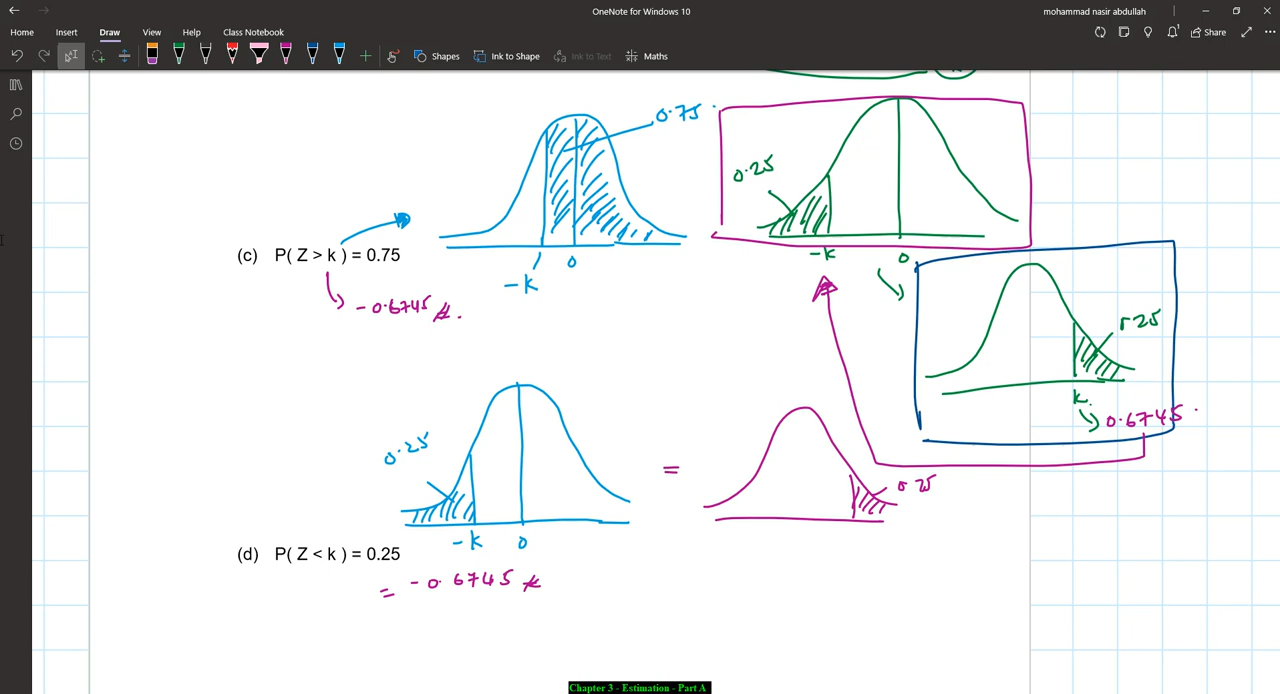 OneNote for Windows 10
mohammad nasir abdullah
Home Insert Draw View Help Class Notebook
Share
Shapes Ink to Shape Ink to Text Maths
0.75
0.25
(c) P( Z > k ) = 0.75
-k 0
-k 0
-0.6745
0.25
k
0.6745
0.25
=
0.25
-k 0
(d) P( Z < k ) = 0.25
= -0.6745
Chapter 3 - Estimation - Part A